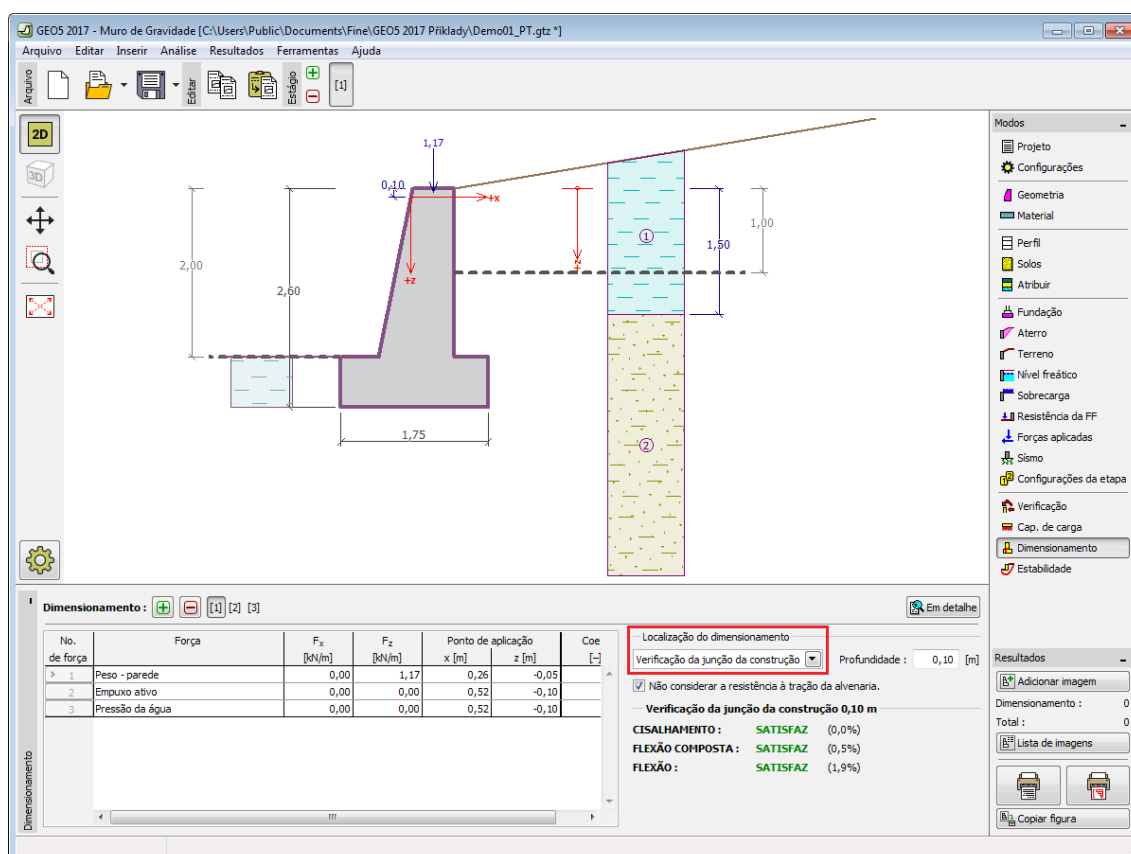 GEO5 2017 - Muro de Gravidade [C:\Users\Public\Documents\Fine\GEO5 2017 Příklady\Demo01_PT.gtz *]
Arquivo Editar Inserir Análise Resultados Ferramentas Ajuda
Arquivo
Editar
Estágio
[1]
2D
3D
1,17
0,10
+x
+z
+z
2,00
2,60
1,75
1
2
1,50
1,00
Modos
Projeto
Configurações
Geometria
Material
Perfil
Solos
Atribuir
Fundação
Aterro
Terreno
Nível freático
Sobrecarga
Resistência da FF
Forças aplicadas
Sísmo
Configurações da etapa
Verificação
Cap. de carga
Dimensionamento
Estabilidade
Dimensionamento
Dimensionamento : [1] [2] [3]
Em detalhe
No. Força Fx Fz Ponto de aplicação Coe
de força [kN/m] [kN/m] x [m] z [m] [–]
1 Peso - parede 0,00 1,17 0,26 -0,05
2 Empuxo ativo 0,00 0,00 0,52 -0,10
3 Pressão da água 0,00 0,00 0,52 -0,10
Localização do dimensionamento
Verificação da junção da construção Profundidade : 0,10 [m]
Não considerar a resistência à tração da alvenaria.
Verificação da junção da construção 0,10 m
CISALHAMENTO : SATISFAZ (0,0%)
FLEXÃO COMPOSTA : SATISFAZ (0,5%)
FLEXÃO : SATISFAZ (1,9%)
Resultados
Adicionar imagem
Dimensionamento : 0
Total : 0
Lista de imagens
Copiar figura